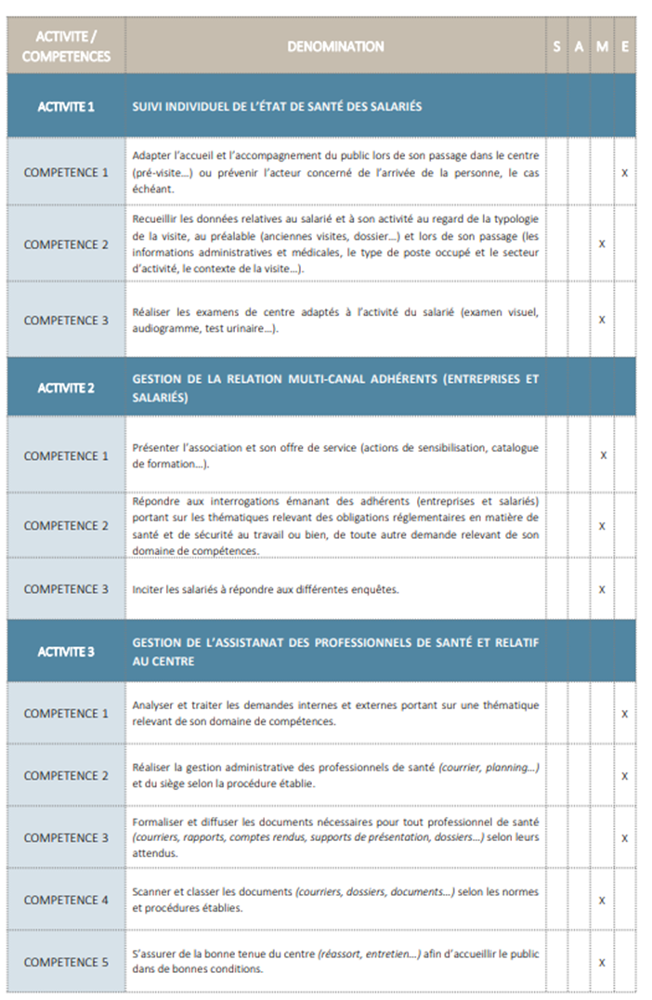 ACTIVITE /
COMPETENCES
DENOMINATION
S A M E
ACTIVITE 1
SUIVI INDIVIDUEL DE L'ÉTAT DE SANTÉ DES SALARIÉS
COMPETENCE 1
Adapter l'accueil et l'accompagnement du public lors de son passage dans le centre
(pré-visite…) ou prévenir l'acteur concerné de l'arrivée de la personne, le cas
échéant.
X
COMPETENCE 2
Recueillir les données relatives au salarié et à son activité au regard de la typologie
de la visite, au préalable (anciennes visites, dossier…) et lors de son passage (les
informations administratives et médicales, le type de poste occupé et le secteur
d'activité, le contexte de la visite…).
X
COMPETENCE 3
Réaliser les examens de centre adaptés à l'activité du salarié (examen visuel,
audiogramme, test urinaire…).
X
ACTIVITE 2
GESTION DE LA RELATION MULTI-CANAL ADHÉRENTS (ENTREPRISES ET
SALARIÉS)
COMPETENCE 1
Présenter l'association et son offre de service (actions de sensibilisation, catalogue
de formation…).
X
COMPETENCE 2
Répondre aux interrogations émanant des adhérents (entreprises et salariés)
portant sur les thématiques relevant des obligations réglementaires en matière de
santé et de sécurité au travail ou bien, de toute autre demande relevant de son
domaine de compétences.
X
COMPETENCE 3
Inciter les salariés à répondre aux différentes enquêtes.
X
ACTIVITE 3
GESTION DE L'ASSISTANAT DES PROFESSIONNELS DE SANTÉ ET RELATIF
AU CENTRE
COMPETENCE 1
Analyser et traiter les demandes internes et externes portant sur une thématique
relevant de son domaine de compétences.
X
COMPETENCE 2
Réaliser la gestion administrative des professionnels de santé (courrier, planning…)
et du siège selon la procédure établie.
X
COMPETENCE 3
Formaliser et diffuser les documents nécessaires pour tout professionnel de santé
(courriers, rapports, comptes rendus, supports de présentation, dossiers…) selon leurs
attendus.
X
COMPETENCE 4
Scanner et classer les documents (courriers, dossiers, documents…) selon les normes
et procédures établies.
X
COMPETENCE 5
S'assurer de la bonne tenue du centre (réassort, entretien…) afin d'accueillir le public
dans de bonnes conditions.
X